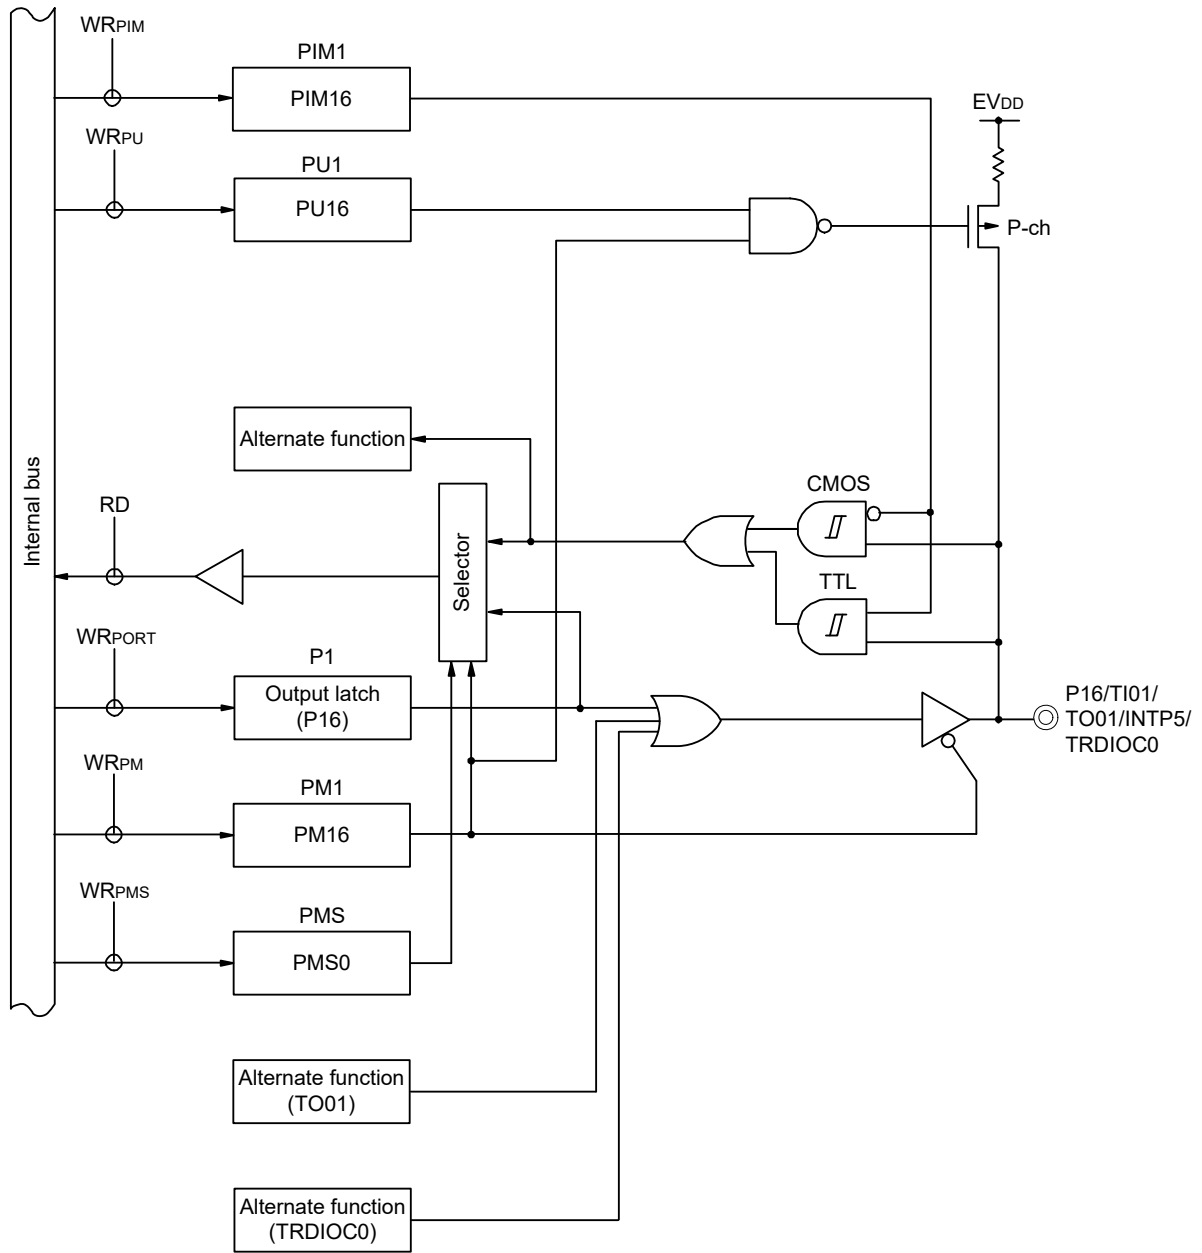 WRPIM
PIM1
PIM16
EVDD
WRPU
PU1
PU16
P-ch
Alternate function
CMOS
Internal bus
RD
Selector
TTL
WRPORT
P1
Output latch
(P16)
P16/TI01/
TO01/INTP5/
TRDIOC0
WRPM
PM1
PM16
WRPMS
PMS
PMS0
Alternate function
(TO01)
Alternate function
(TRDIOC0)